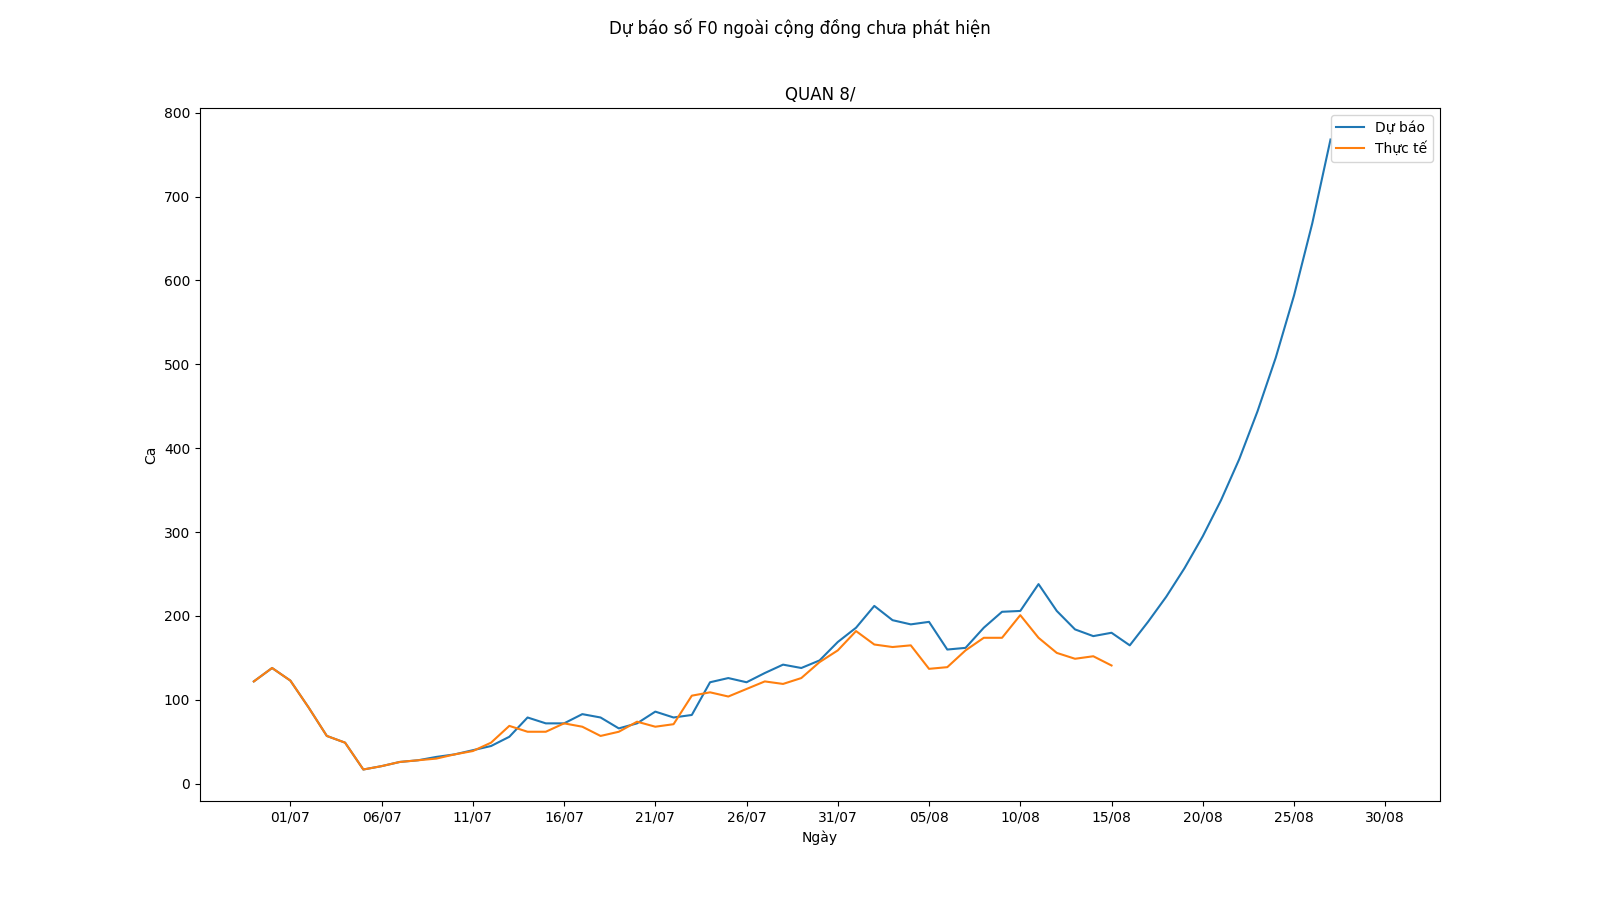 Dự báo số F0 ngoài cộng đồng chưa phát hiện
QUAN 8/
Dự báo
Thực tế
800
700
600
500
400
300
200
100
0
Ca
01/07 06/07 11/07 16/07 21/07 26/07 31/07 05/08 10/08 15/08 20/08 25/08 30/08
Ngày